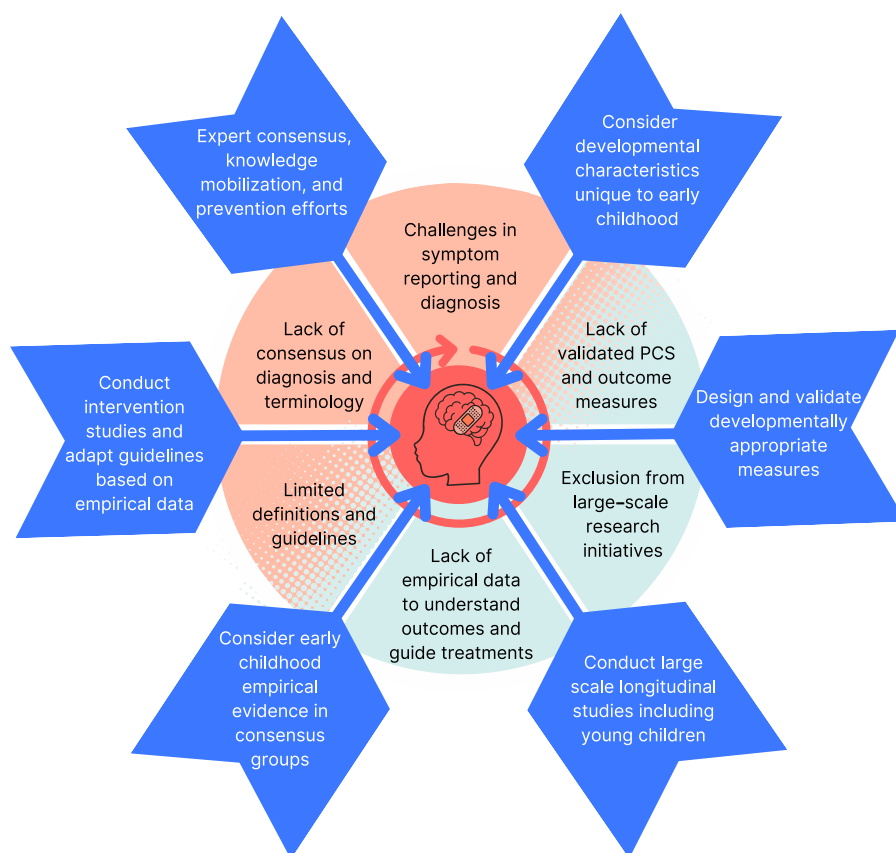 Expert consensus,
knowledge
mobilization, and
prevention efforts
Consider
developmental
characteristics
unique to early
childhood
Challenges in
symptom
reporting and
diagnosis
Lack of
consensus on
diagnosis and
terminology
Lack of
validated PCS
and outcome
measures
Conduct
intervention
studies and
adapt guidelines
based on
empirical data
Design and validate
developmentally
appropriate
measures
Limited
definitions and
guidelines
Exclusion from
large-scale
research
initiatives
Lack of
empirical data
to understand
outcomes and
guide treatments
Consider early
childhood
empirical
evidence in
consensus
groups
Conduct large
scale longitudinal
studies including
young children